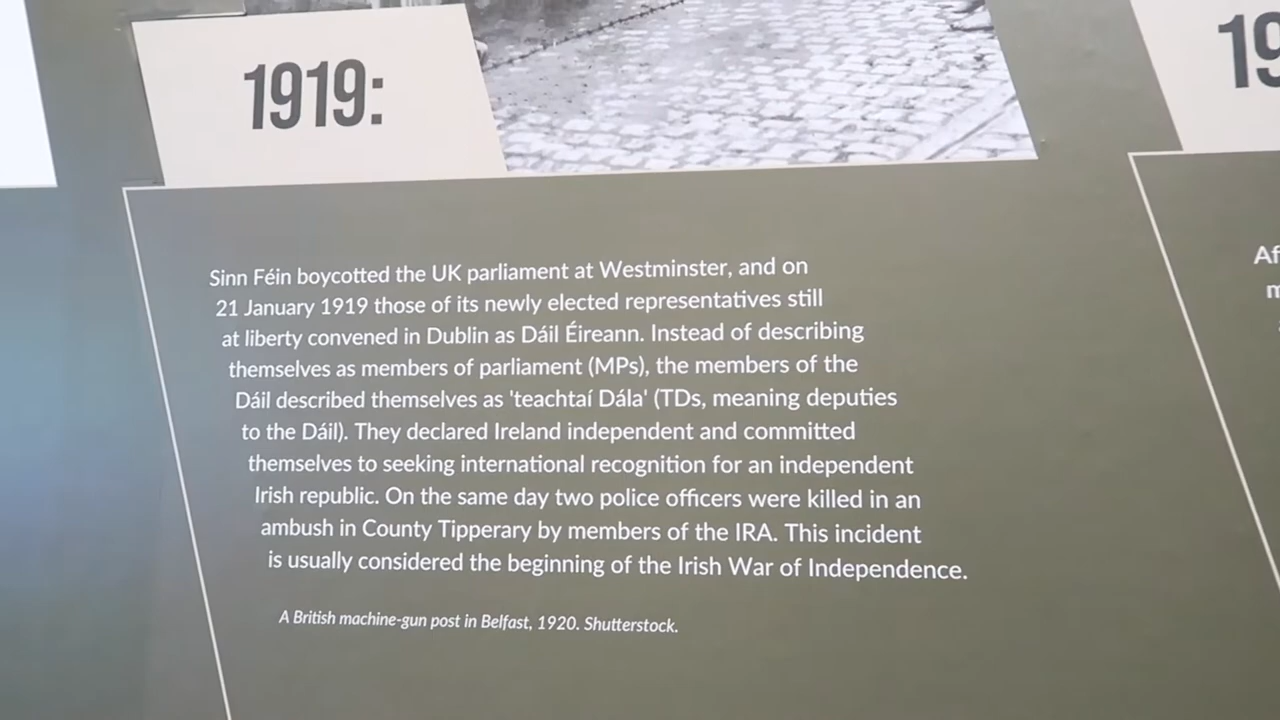 1919:
Sinn Féin boycotted the UK parliament at Westminster, and on
21 January 1919 those of its newly elected representatives still
at liberty convened in Dublin as Dáil Éireann. Instead of describing
themselves as members of parliament (MPs), the members of the
Dáil described themselves as 'teachtaí Dála' (TDs, meaning deputies
to the Dáil). They declared Ireland independent and committed
themselves to seeking international recognition for an independent
Irish republic. On the same day two police officers were killed in an
ambush in County Tipperary by members of the IRA. This incident
is usually considered the beginning of the Irish War of Independence.
A British machine-gun post in Belfast, 1920. Shutterstock.
19
Af